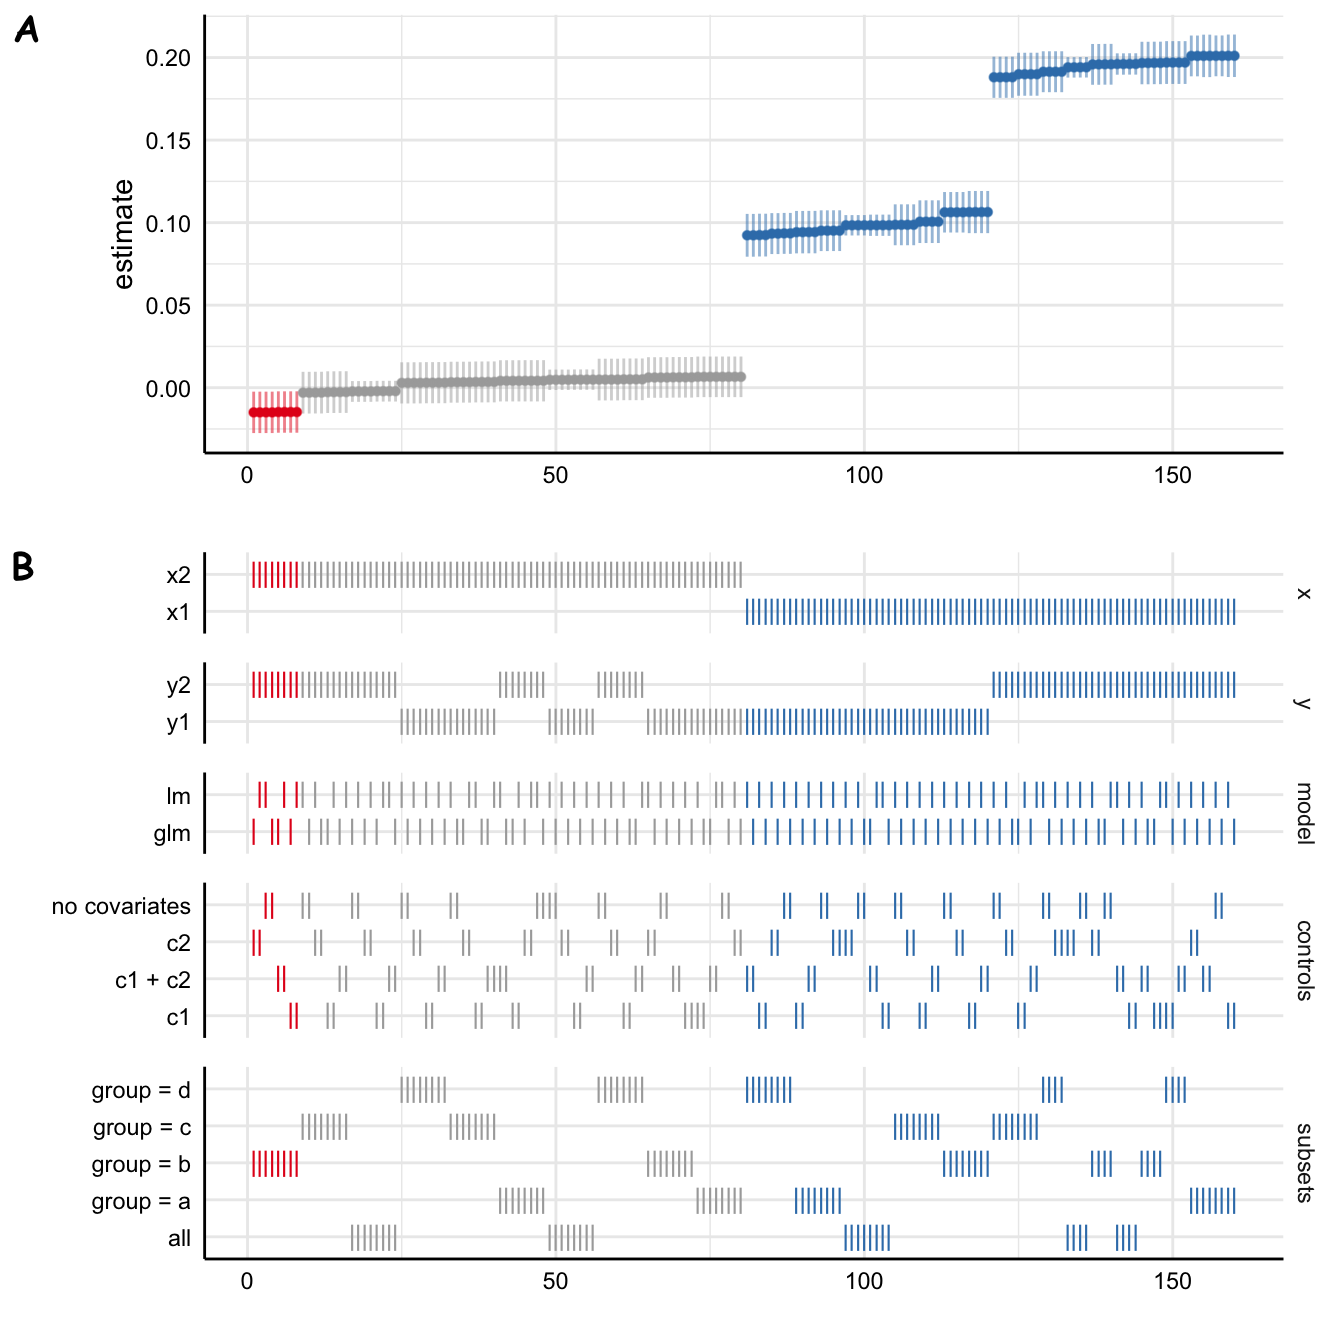 A
estimate
0.20
0.15
0.10
0.05
0.00
0 50 100 150
B
x2
x1
x
y2
y1
y
lm
glm
model
no covariates
c2
c1 + c2
c1
controls
group = d
group = c
group = b
group = a
all
subsets
0 50 100 150